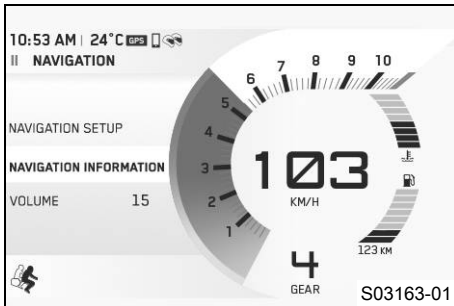 10:53 AM | 24°C GPS
II NAVIGATION
NAVIGATION SETUP
NAVIGATION INFORMATION
VOLUME 15
1
2
3
4
5
6
7
8
9
10
103
KM/H
4
GEAR
123 KM
S03163-01